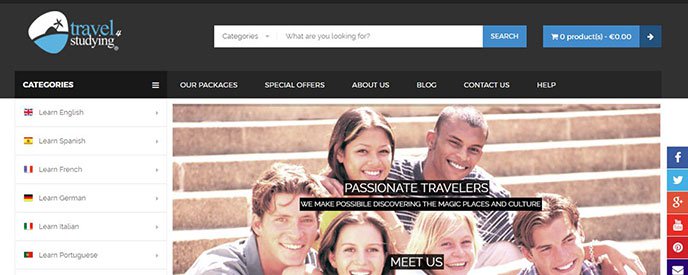 travel 4
studying
Categories
What are you looking for?
SEARCH
0 product(s) - €0.00
CATEGORIES
OUR PACKAGES
SPECIAL OFFERS
ABOUT US
BLOG
CONTACT US
HELP
Learn English
Learn Spanish
Learn French
Learn German
Learn Italian
Learn Portuguese
PASSIONATE TRAVELERS
WE MAKE POSSIBILE DISCOVERING THE MAGIC PLACES AND CULTURE
MEET US